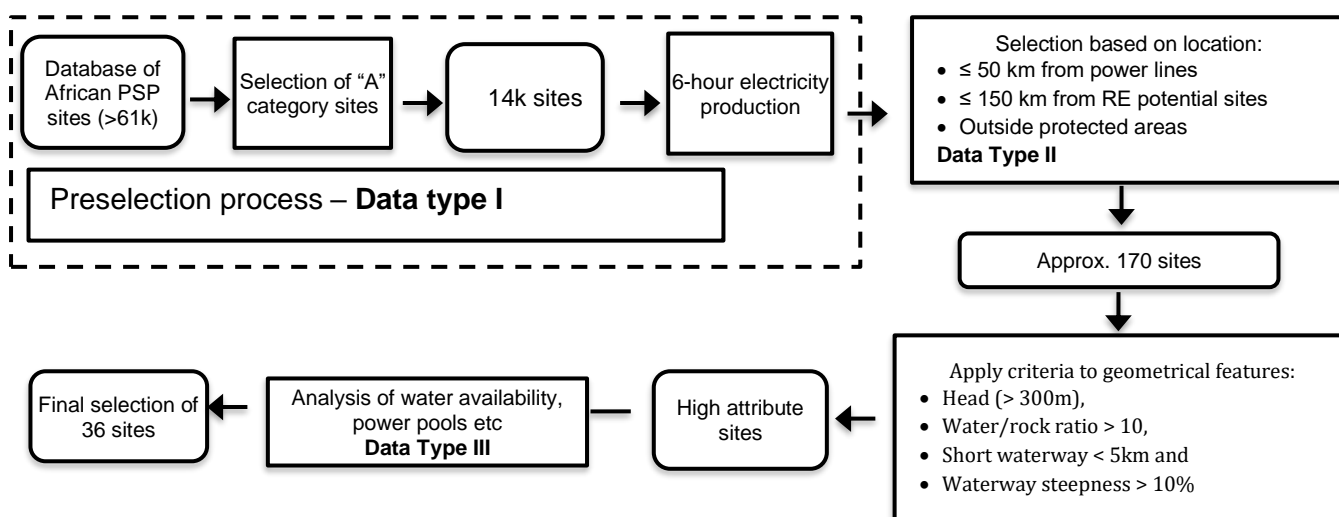 Database of
African PSP
sites (>61k)
Selection of “A”
category sites
14k sites
6-hour electricity
production
Preselection process – Data type I
Selection based on location:
• ≤ 50 km from power lines
• ≤ 150 km from RE potential sites
• Outside protected areas
Data Type II
Approx. 170 sites
Apply criteria to geometrical features:
• Head (> 300m),
• Water/rock ratio > 10,
• Short waterway < 5km and
• Waterway steepness > 10%
High attribute
sites
Analysis of water availability,
power pools etc
Data Type III
Final selection of
36 sites